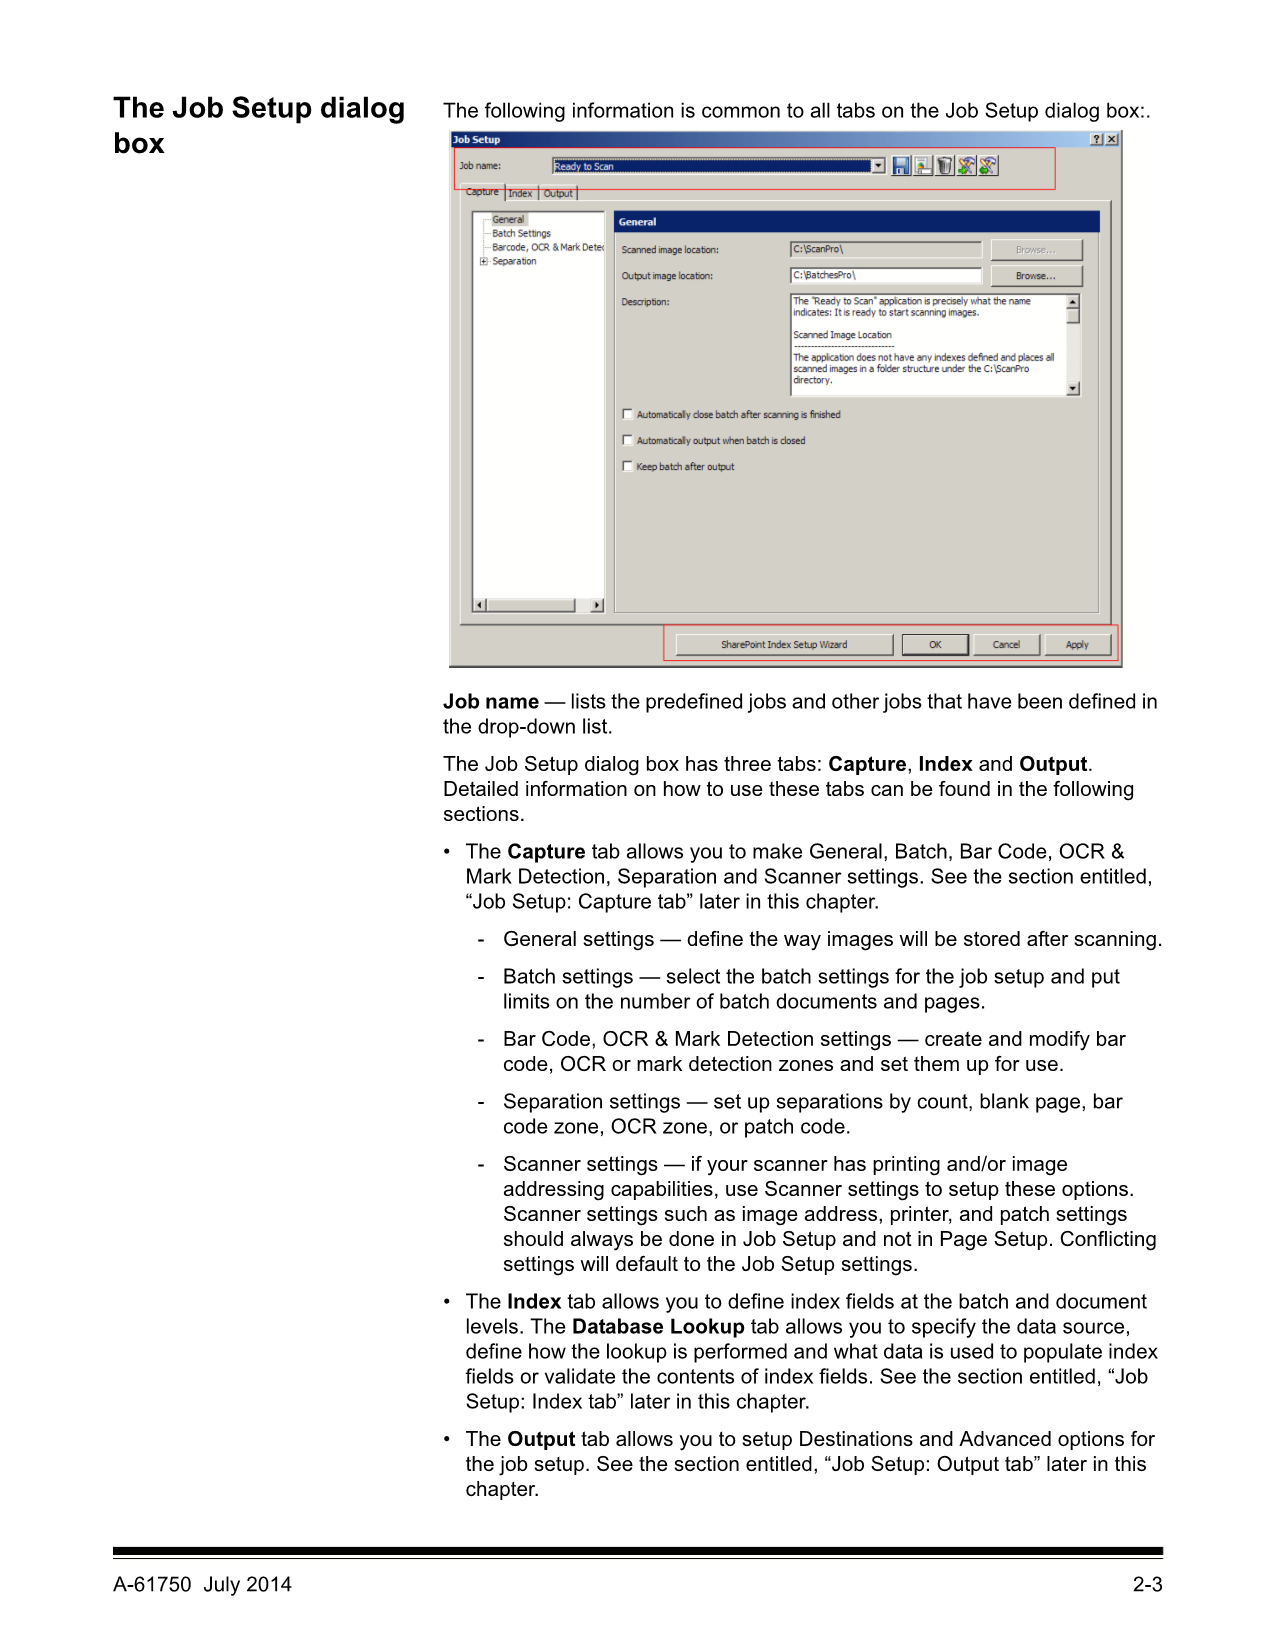 The Job Setup dialog
box
The following information is common to all tabs on the Job Setup dialog box:.
Job Setup
Job name:
Ready to Scan
Capture
Index
Output
General
Batch Settings
Barcode, OCR & Mark Detec
Separation
General
Scanned image location:
C:\ScanPro\
Browse...
Output image location:
C:\BatchesPro\
Browse...
Description:
The "Ready to Scan" application is precisely what the name
indicates: It is ready to start scanning images.
Scanned Image Location
------------------------------
The application does not have any indexes defined and places all
scanned images in a folder structure under the C:\ScanPro
directory.
Automatically close batch after scanning is finished
Automatically output when batch is closed
Keep batch after output
SharePoint Index Setup Wizard
OK
Cancel
Apply
Job name — lists the predefined jobs and other jobs that have been defined in
the drop-down list.
The Job Setup dialog box has three tabs: Capture, Index and Output.
Detailed information on how to use these tabs can be found in the following
sections.
• The Capture tab allows you to make General, Batch, Bar Code, OCR &
Mark Detection, Separation and Scanner settings. See the section entitled,
“Job Setup: Capture tab” later in this chapter.
- General settings — define the way images will be stored after scanning.
- Batch settings — select the batch settings for the job setup and put
limits on the number of batch documents and pages.
- Bar Code, OCR & Mark Detection settings — create and modify bar
code, OCR or mark detection zones and set them up for use.
- Separation settings — set up separations by count, blank page, bar
code zone, OCR zone, or patch code.
- Scanner settings — if your scanner has printing and/or image
addressing capabilities, use Scanner settings to setup these options.
Scanner settings such as image address, printer, and patch settings
should always be done in Job Setup and not in Page Setup. Conflicting
settings will default to the Job Setup settings.
• The Index tab allows you to define index fields at the batch and document
levels. The Database Lookup tab allows you to specify the data source,
define how the lookup is performed and what data is used to populate index
fields or validate the contents of index fields. See the section entitled, “Job
Setup: Index tab” later in this chapter.
• The Output tab allows you to setup Destinations and Advanced options for
the job setup. See the section entitled, “Job Setup: Output tab” later in this
chapter.
A-61750 July 2014
2-3